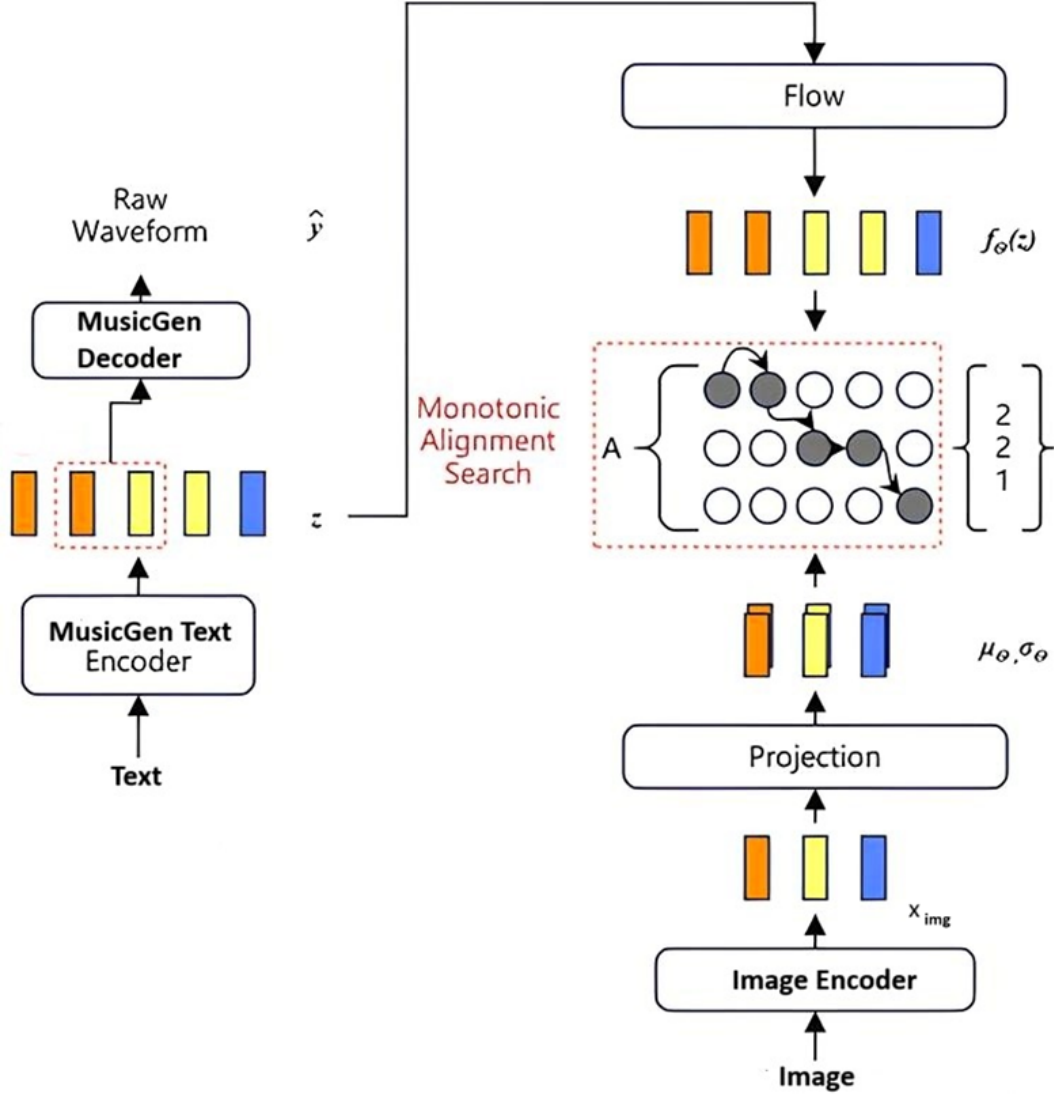 Flow
Raw
Waveform
ŷ
f_Θ(z)
MusicGen
Decoder
Monotonic
Alignment
Search
A
2
2
1
z
MusicGen Text
Encoder
μ_Θ,σ_Θ
Text
Projection
x img
Image Encoder
Image